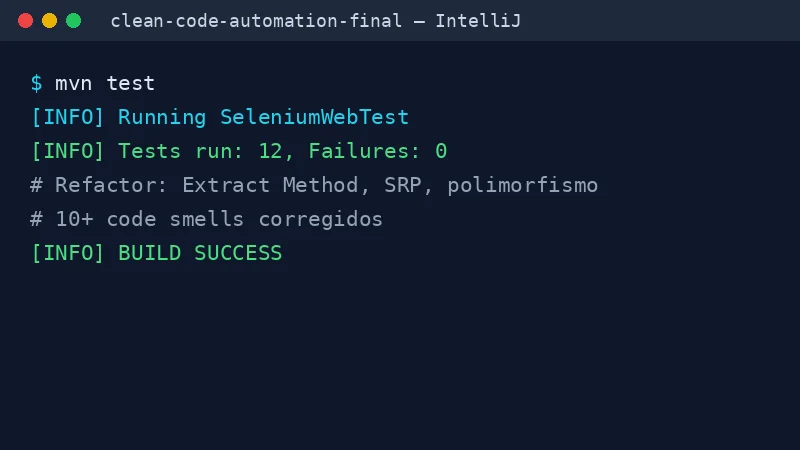 clean-code-automation-final — IntelliJ
$ mvn test
[INFO] Running SeleniumWebTest
[INFO] Tests run: 12, Failures: 0
# Refactor: Extract Method, SRP, polimorfismo
# 10+ code smells corregidos
[INFO] BUILD SUCCESS